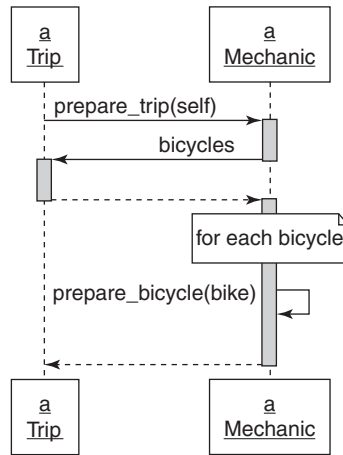 a
Trip
a
Mechanic
prepare_trip(self)
bicycles
for each bicycle
prepare_bicycle(bike)
a
Trip
a
Mechanic